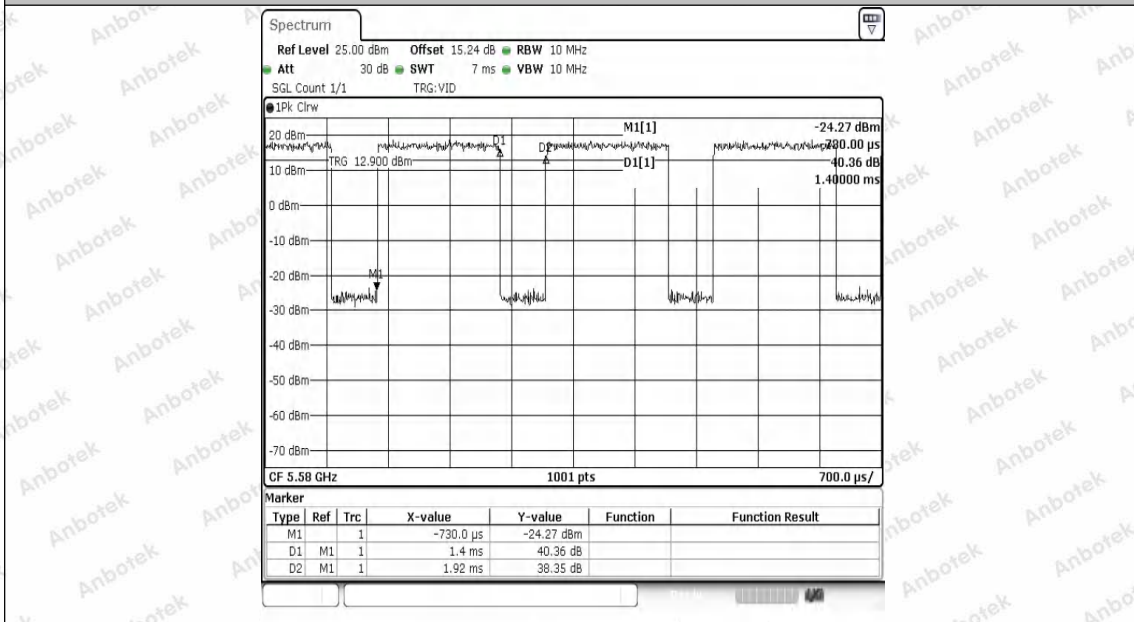 Spectrum
Ref Level 25.00 dBm Offset 15.24 dB RBW 10 MHz
Att 30 dB SWT 7 ms VBW 10 MHz
SGL Count 1/1 TRG:VID
1Pk Clrw
M1[1] -24.27 dBm
-730.00 µs
D1[1] 40.36 dB
1.40000 ms
20 dBm
D1
D2
TRG 12.900 dBm
10 dBm
0 dBm
-10 dBm
-20 dBm
M1
-30 dBm
-40 dBm
-50 dBm
-60 dBm
-70 dBm
CF 5.58 GHz 1001 pts 700.0 µs/
Marker
Type Ref Trc X-value Y-value Function Function Result
M1 1 -730.0 µs -24.27 dBm
D1 M1 1 1.4 ms 40.36 dB
D2 M1 1 1.92 ms 38.35 dB
Anbotek